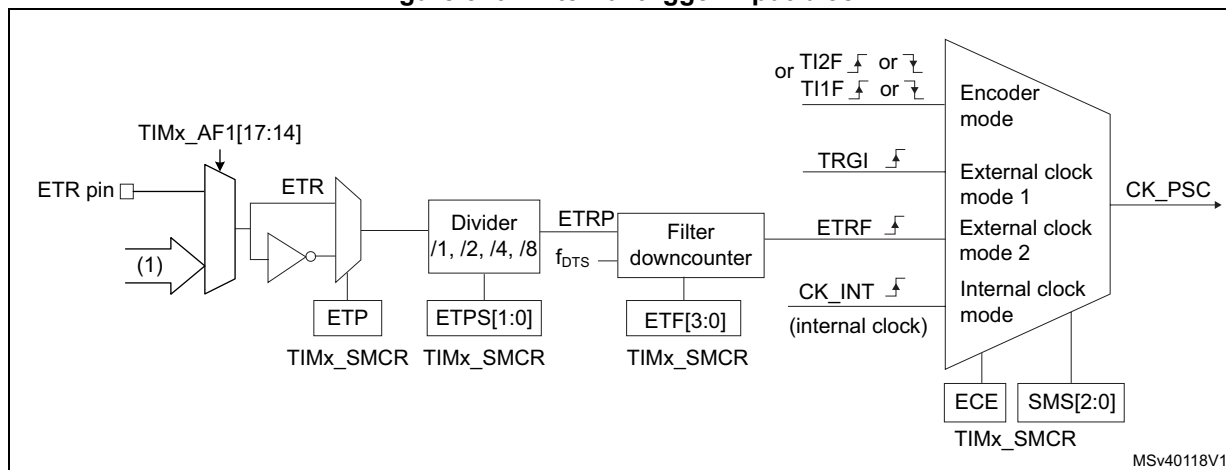 or TI2F or
TI1F or
Encoder
mode
TIMx_AF1[17:14]
ETR pin
ETR
(1)
TRGI
External clock
mode 1
CK_PSC
Divider
/1, /2, /4, /8
ETRP
fDTS
Filter
downcounter
ETRF
External clock
mode 2
CK_INT
(internal clock)
Internal clock
mode
ETP
TIMx_SMCR
ETPS[1:0]
TIMx_SMCR
ETF[3:0]
TIMx_SMCR
ECE
SMS[2:0]
TIMx_SMCR
MSv40118V1